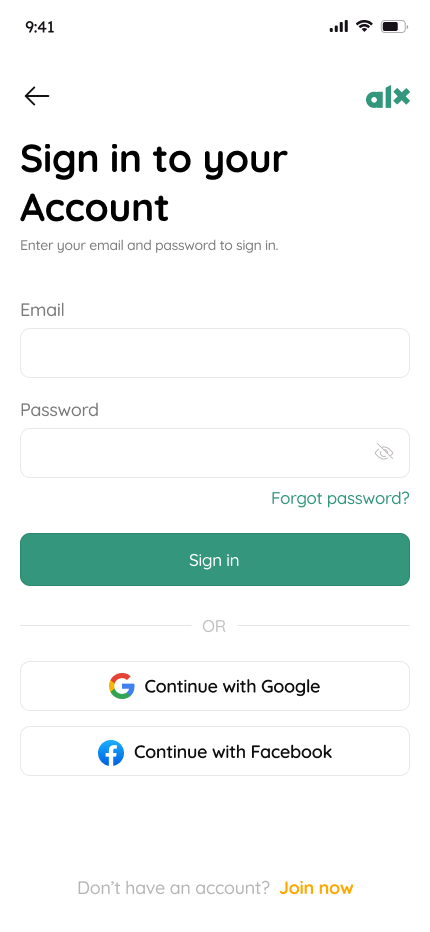 9:41
alx
Sign in to your
Account
Enter your email and password to sign in.
Email
Password
Forgot password?
Sign in
OR
Continue with Google
Continue with Facebook
Don’t have an account? Join now